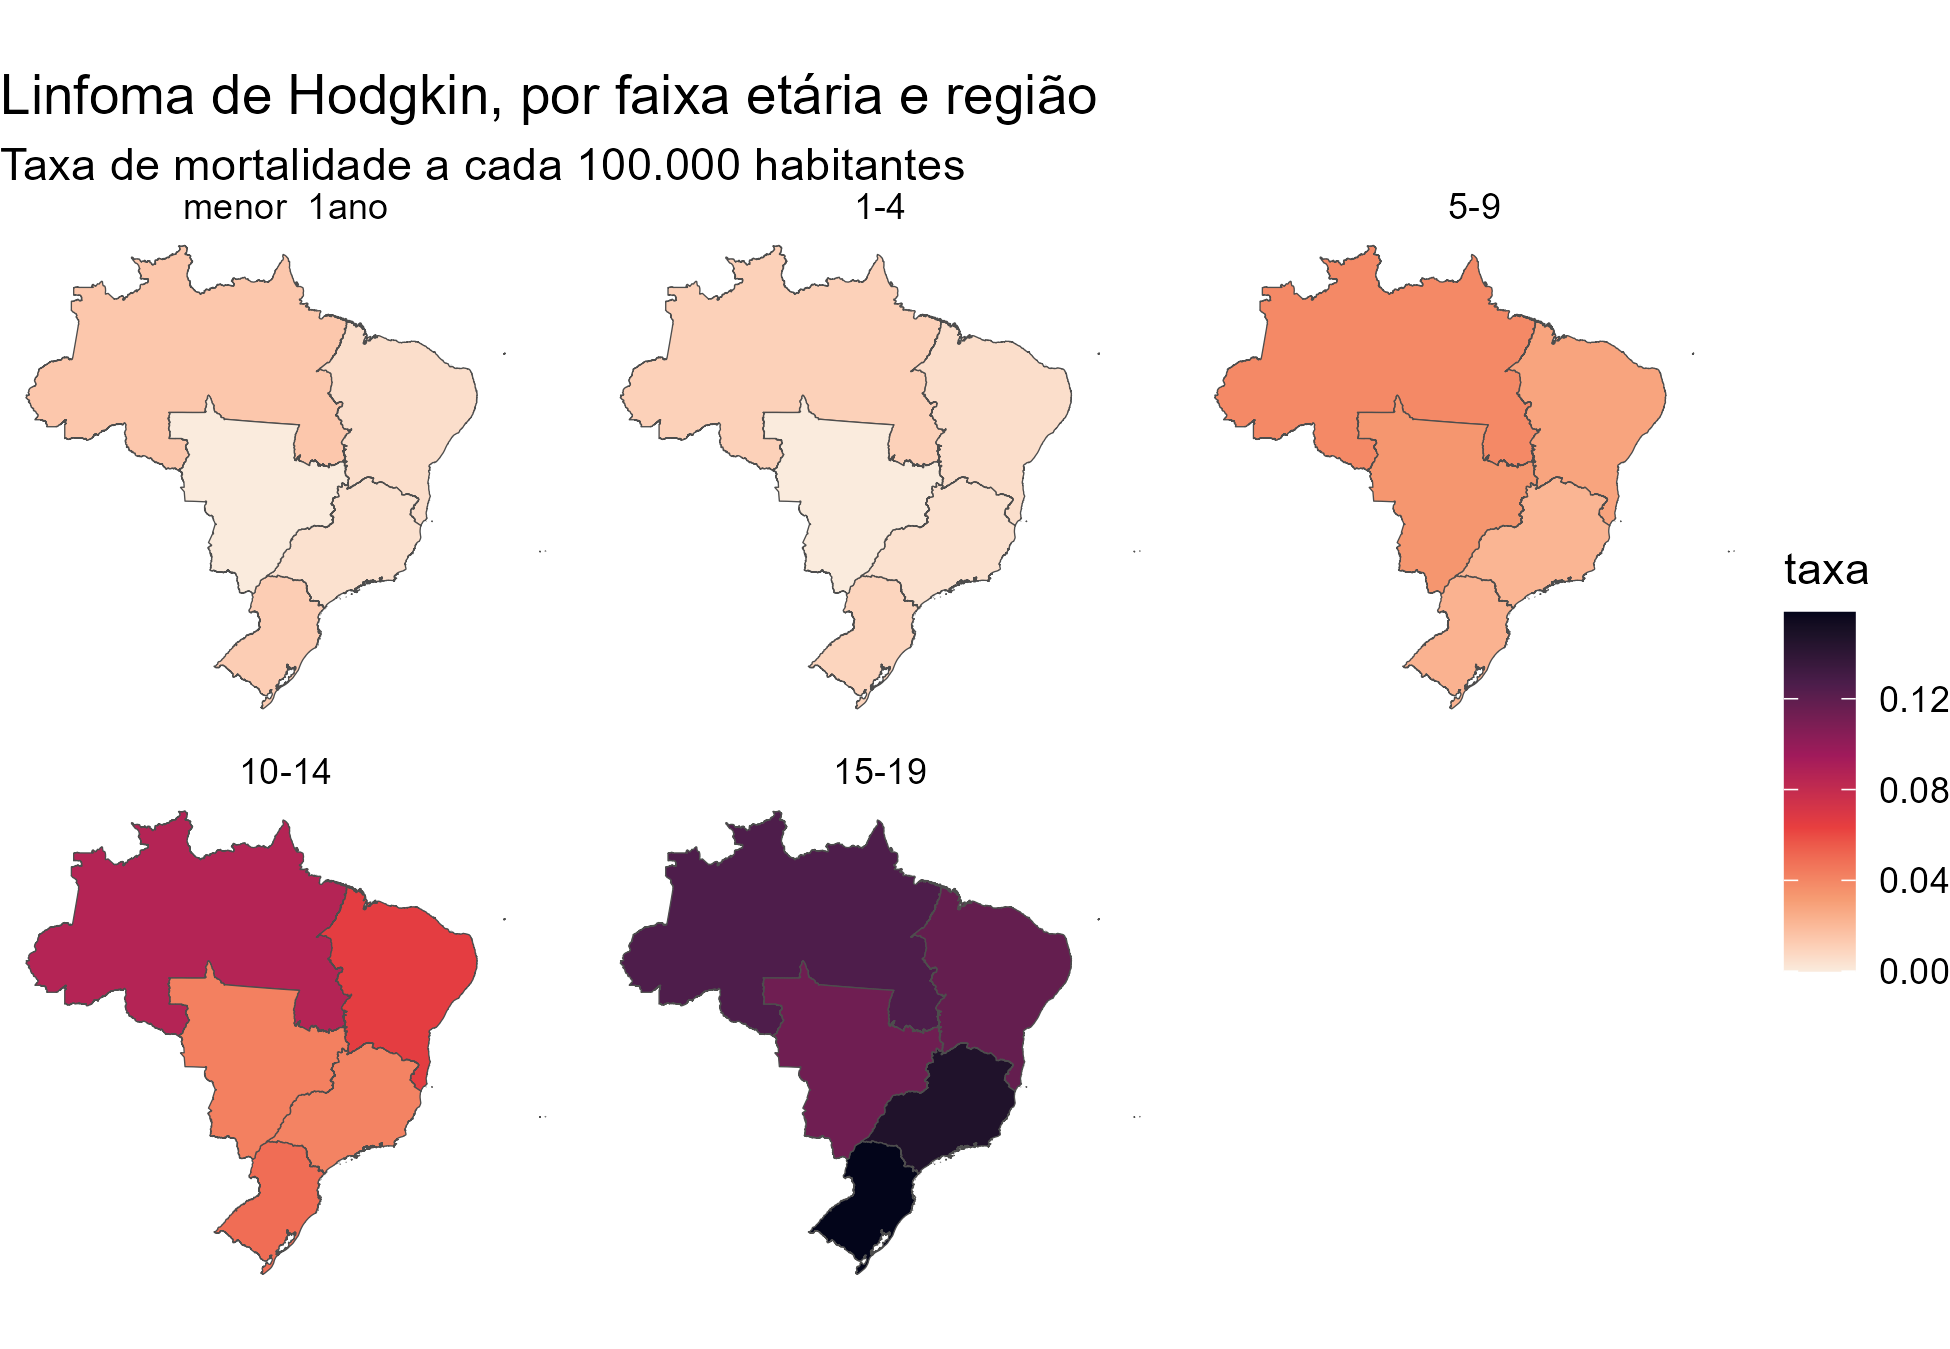 Linfoma de Hodgkin, por faixa etária e região
Taxa de mortalidade a cada 100.000 habitantes
menor  1ano
1-4
5-9
10-14
15-19
taxa
0.12
0.08
0.04
0.00